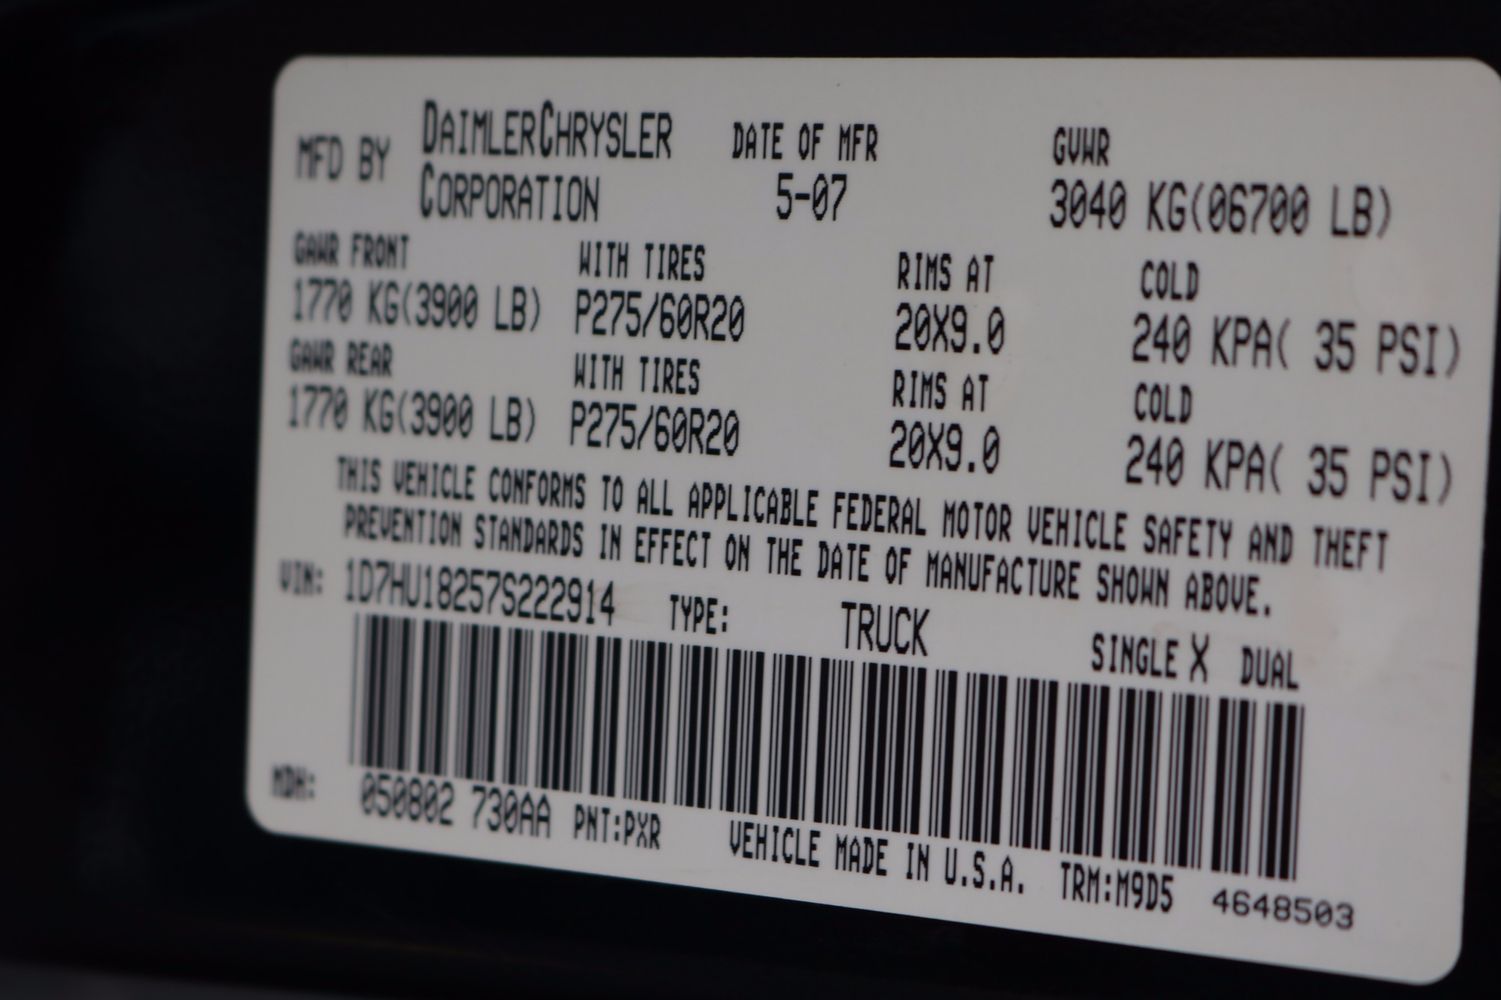 MFD BY DAIMLERCHRYSLER CORPORATION DATE OF MFR 5-07 GVWR 3040 KG(06700 LB)
GAWR FRONT WITH TIRES RIMS AT COLD
1770 KG(3900 LB) P275/60R20 20X9.0 240 KPA( 35 PSI)
GAWR REAR WITH TIRES RIMS AT COLD
1770 KG(3900 LB) P275/60R20 20X9.0 240 KPA( 35 PSI)
THIS VEHICLE CONFORMS TO ALL APPLICABLE FEDERAL MOTOR VEHICLE SAFETY AND THEFT
PREVENTION STANDARDS IN EFFECT ON THE DATE OF MANUFACTURE SHOWN ABOVE.
VIN: 1D7HU18257S222914 TYPE: TRUCK SINGLE X DUAL
MDH: 050802 730AA PNT:PXR VEHICLE MADE IN U.S.A. TRM:M9D5 4648503